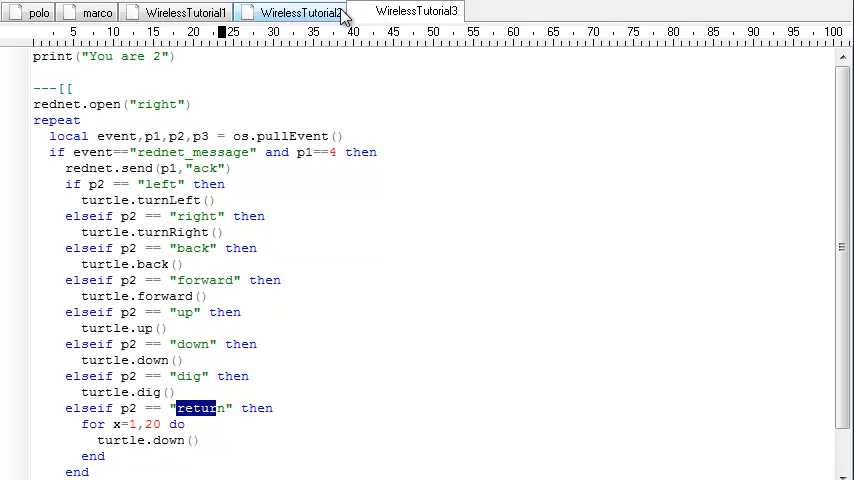 polo marco WirelessTutorial1 WirelessTutorial2 WirelessTutorial3
5 10 15 20 25 30 35 40 45 50 55 60 65 70 75 80 85 90 95 100
print("You are 2")
---[[
rednet.open("right")
repeat
local event,p1,p2,p3 = os.pullEvent()
if event=="rednet_message" and p1==4 then
rednet.send(p1,"ack")
if p2 == "left" then
turtle.turnLeft()
elseif p2 == "right" then
turtle.turnRight()
elseif p2 == "back" then
turtle.back()
elseif p2 == "forward" then
turtle.forward()
elseif p2 == "up" then
turtle.up()
elseif p2 == "down" then
turtle.down()
elseif p2 == "dig" then
turtle.dig()
elseif p2 == "return" then
for x=1,20 do
turtle.down()
end
end